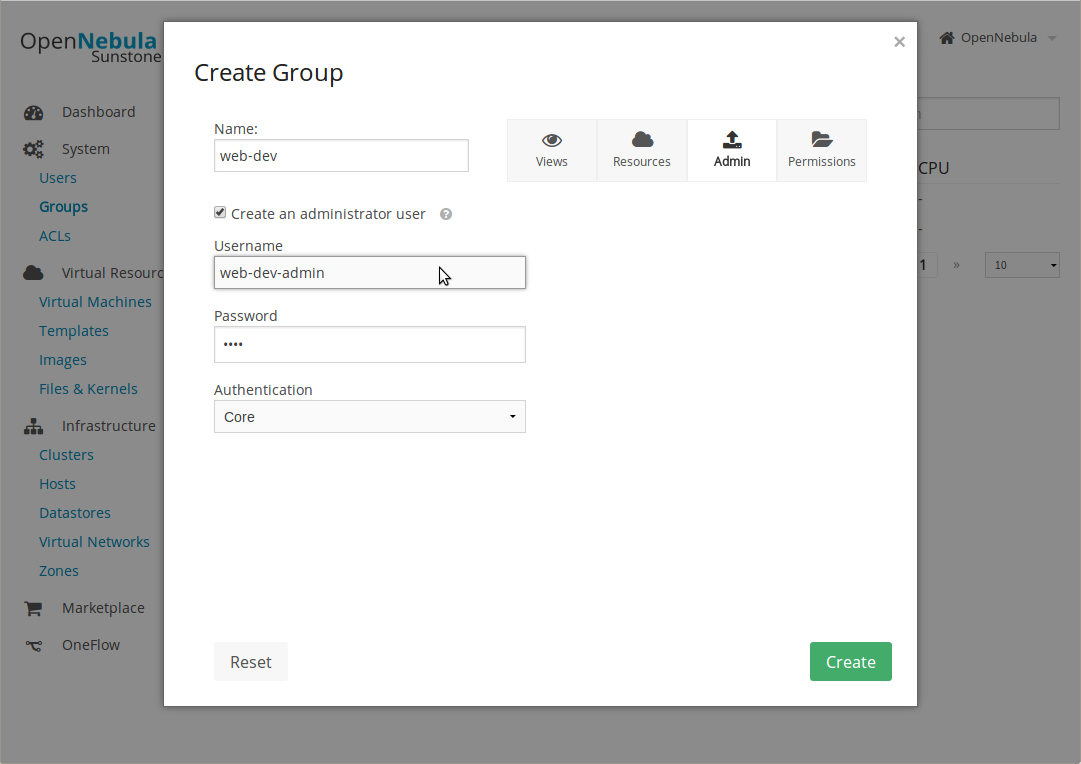 OpenNebula
Sunstone
OpenNebula
Dashboard
System
Users
Groups
ACLs
Virtual Resourc
Virtual Machines
Templates
Images
Files & Kernels
Infrastructure
Clusters
Hosts
Datastores
Virtual Networks
Zones
Marketplace
OneFlow
CPU
-
-
1 »
10
×
Create Group
Name:
web-dev
Views
Resources
Admin
Permissions
Create an administrator user ?
Username
web-dev-admin
Password
••••
Authentication
Core
Reset
Create